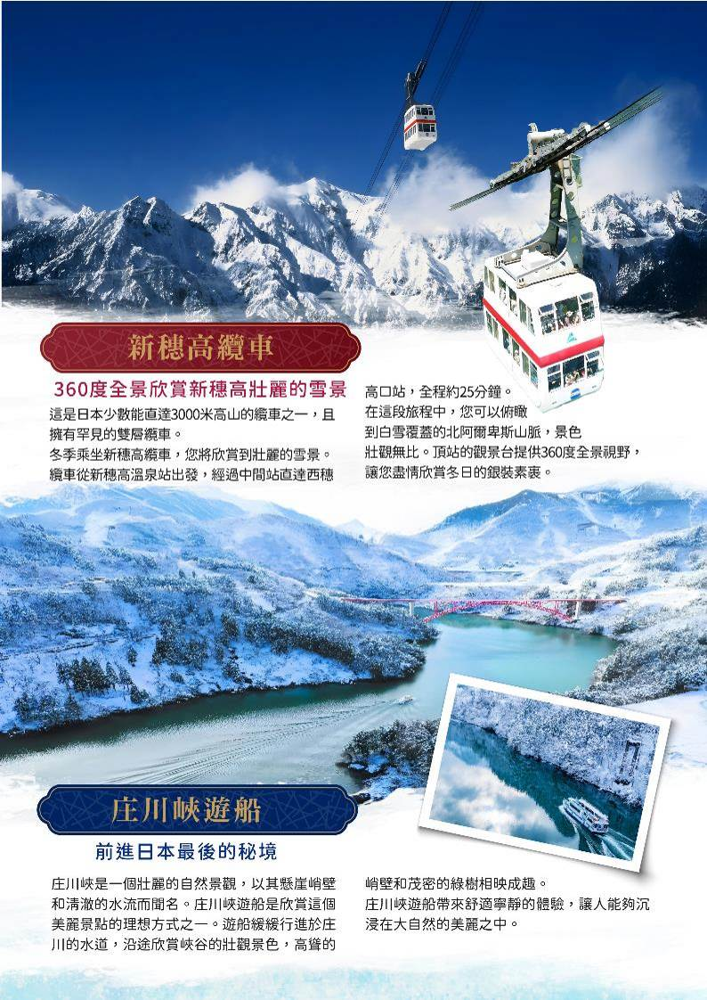 新穗高纜車
360度全景欣賞新穗高壯麗的雪景
這是日本少數能直達3000米高山的纜車之一，且
擁有罕見的雙層纜車。
冬季乘坐新穗高纜車，您將欣賞到壯麗的雪景。
纜車從新穗高溫泉站出發，經過中間站直達西穗
高口站，全程約25分鐘。
在這段旅程中，您可以俯瞰
到白雪覆蓋的北阿爾卑斯山脈，景色
壯觀無比。頂站的觀景台提供360度全景視野，
讓您盡情欣賞冬日的銀裝素裹。
庄川峽遊船
前進日本最後的秘境
庄川峽是一個壯麗的自然景觀，以其懸崖峭壁
和清澈的水流而聞名。庄川峽遊船是欣賞這個
美麗景點的理想方式之一。遊船緩緩行進於庄
川的水道，沿途欣賞峽谷的壯觀景色，高聳的
峭壁和茂密的綠樹相映成趣。
庄川峽遊船帶來舒適寧靜的體驗，讓人能夠沉
浸在大自然的美麗之中。